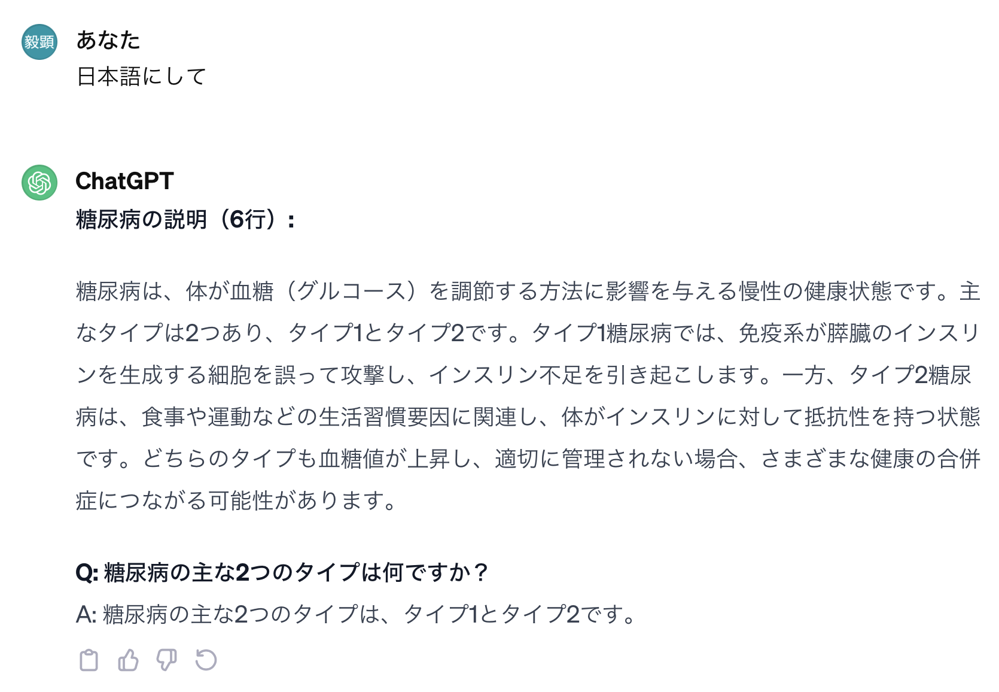 毅顕
あなた
日本語にして
ChatGPT
糖尿病の説明（6行）:
糖尿病は、体が血糖（グルコース）を調節する方法に影響を与える慢性の健康状態です。主
なタイプは2つあり、タイプ1とタイプ2です。タイプ1糖尿病では、免疫系が膵臓のインスリ
ンを生成する細胞を誤って攻撃し、インスリン不足を引き起こします。一方、タイプ2糖尿
病は、食事や運動などの生活習慣要因に関連し、体がインスリンに対して抵抗性を持つ状態
です。どちらのタイプも血糖値が上昇し、適切に管理されない場合、さまざまな健康の合併
症につながる可能性があります。
Q: 糖尿病の主な2つのタイプは何ですか？
A: 糖尿病の主な2つのタイプは、タイプ1とタイプ2です。